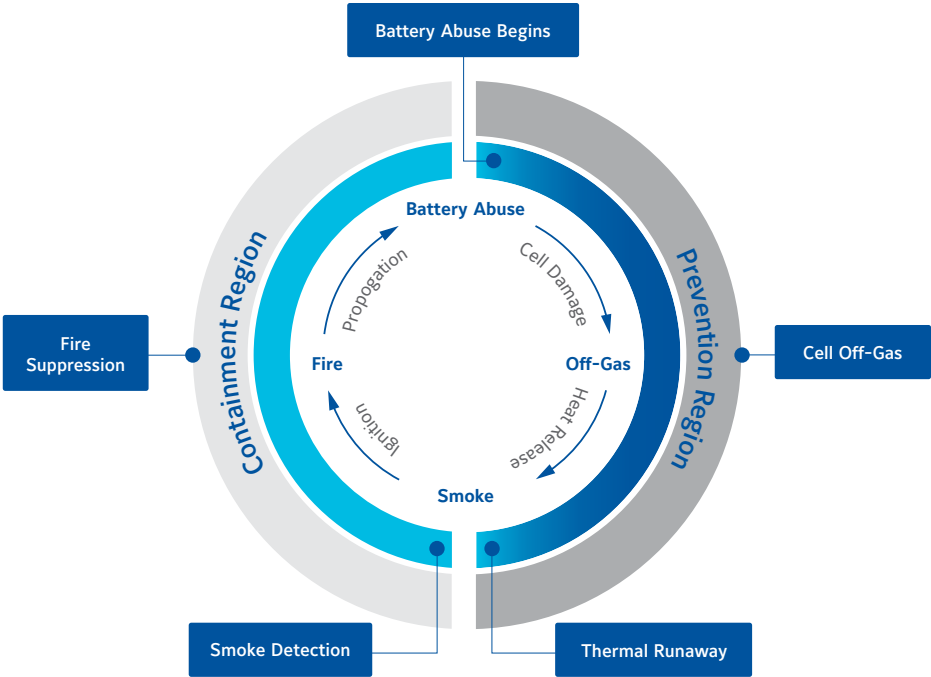 Battery Abuse Begins
Battery Abuse
Cell Damage
Off-Gas
Heat Release
Smoke
Ignition
Fire
Propogation
Containment Region
Prevention Region
Fire
Suppression
Cell Off-Gas
Smoke Detection
Thermal Runaway